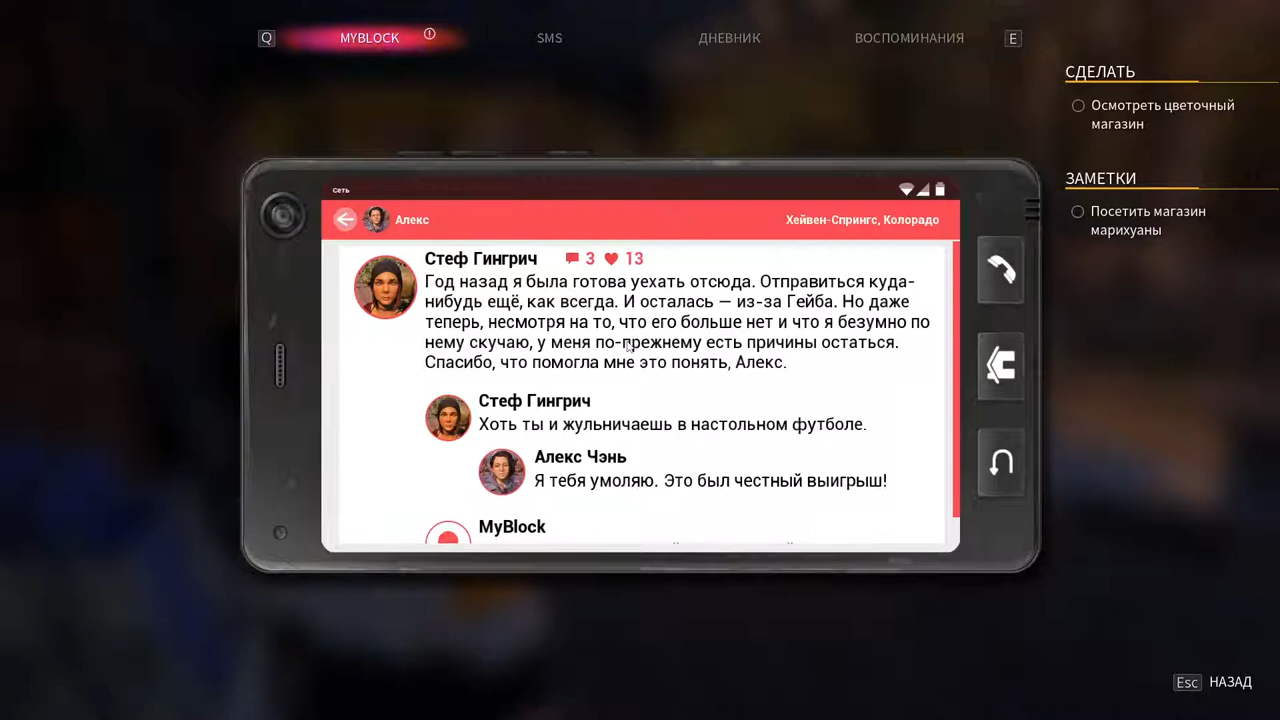 Q MYBLOCK SMS ДНЕВНИК ВОСПОМИНАНИЯ E
СДЕЛАТЬ
Осмотреть цветочный
магазин
ЗАМЕТКИ
Посетить магазин
марихуаны
Сеть
Алекс Хейвен-Спрингс, Колорадо
Стеф Гингрич 3 13
Год назад я была готова уехать отсюда. Отправиться куда-
нибудь ещё, как всегда. И осталась — из-за Гейба. Но даже
теперь, несмотря на то, что его больше нет и что я безумно по
нему скучаю, у меня по-прежнему есть причины остаться.
Спасибо, что помогла мне это понять, Алекс.
Стеф Гингрич
Хоть ты и жульничаешь в настольном футболе.
Алекс Чэнь
Я тебя умоляю. Это был честный выигрыш!
MyBlock
Esc НАЗАД